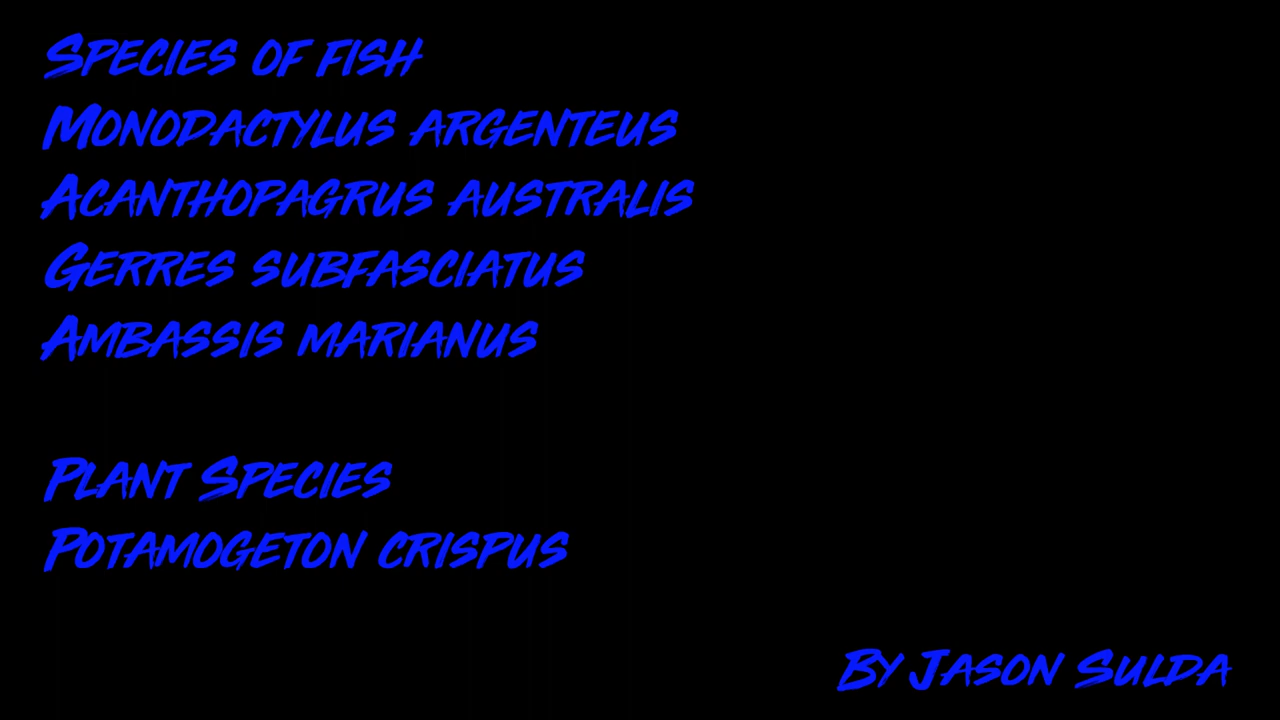 Species of fish
Monodactylus argenteus
Acanthopagrus australis
Gerres subfasciatus
Ambassis marianus
Plant Species
Potamogeton crispus
By Jason Sulda